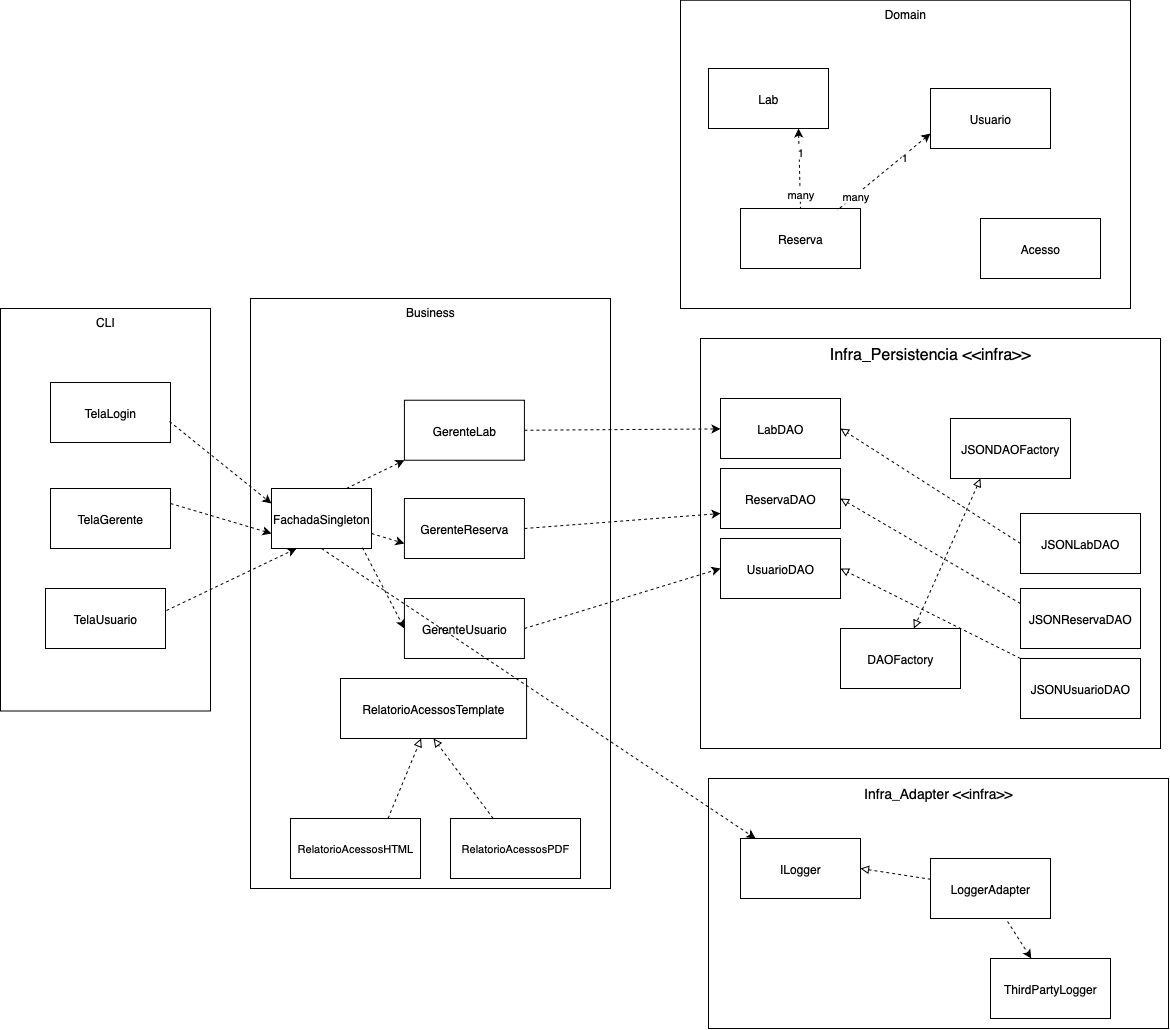 Domain
Lab
Usuario
1
1
many
many
Reserva
Acesso
CLI
TelaLogin
TelaGerente
TelaUsuario
Business
GerenteLab
FachadaSingleton
GerenteReserva
GerenteUsuario
RelatorioAcessosTemplate
RelatorioAcessosHTML
RelatorioAcessosPDF
Infra_Persistencia <<infra>>
LabDAO
JSONDAOFactory
ReservaDAO
JSONLabDAO
UsuarioDAO
JSONReservaDAO
DAOFactory
JSONUsuarioDAO
Infra_Adapter <<infra>>
ILogger
LoggerAdapter
ThirdPartyLogger